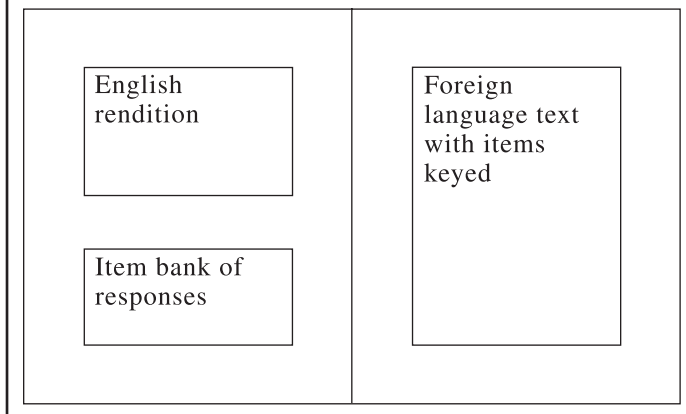 English
rendition
Item bank of
responses
Foreign
language text
with items
keyed